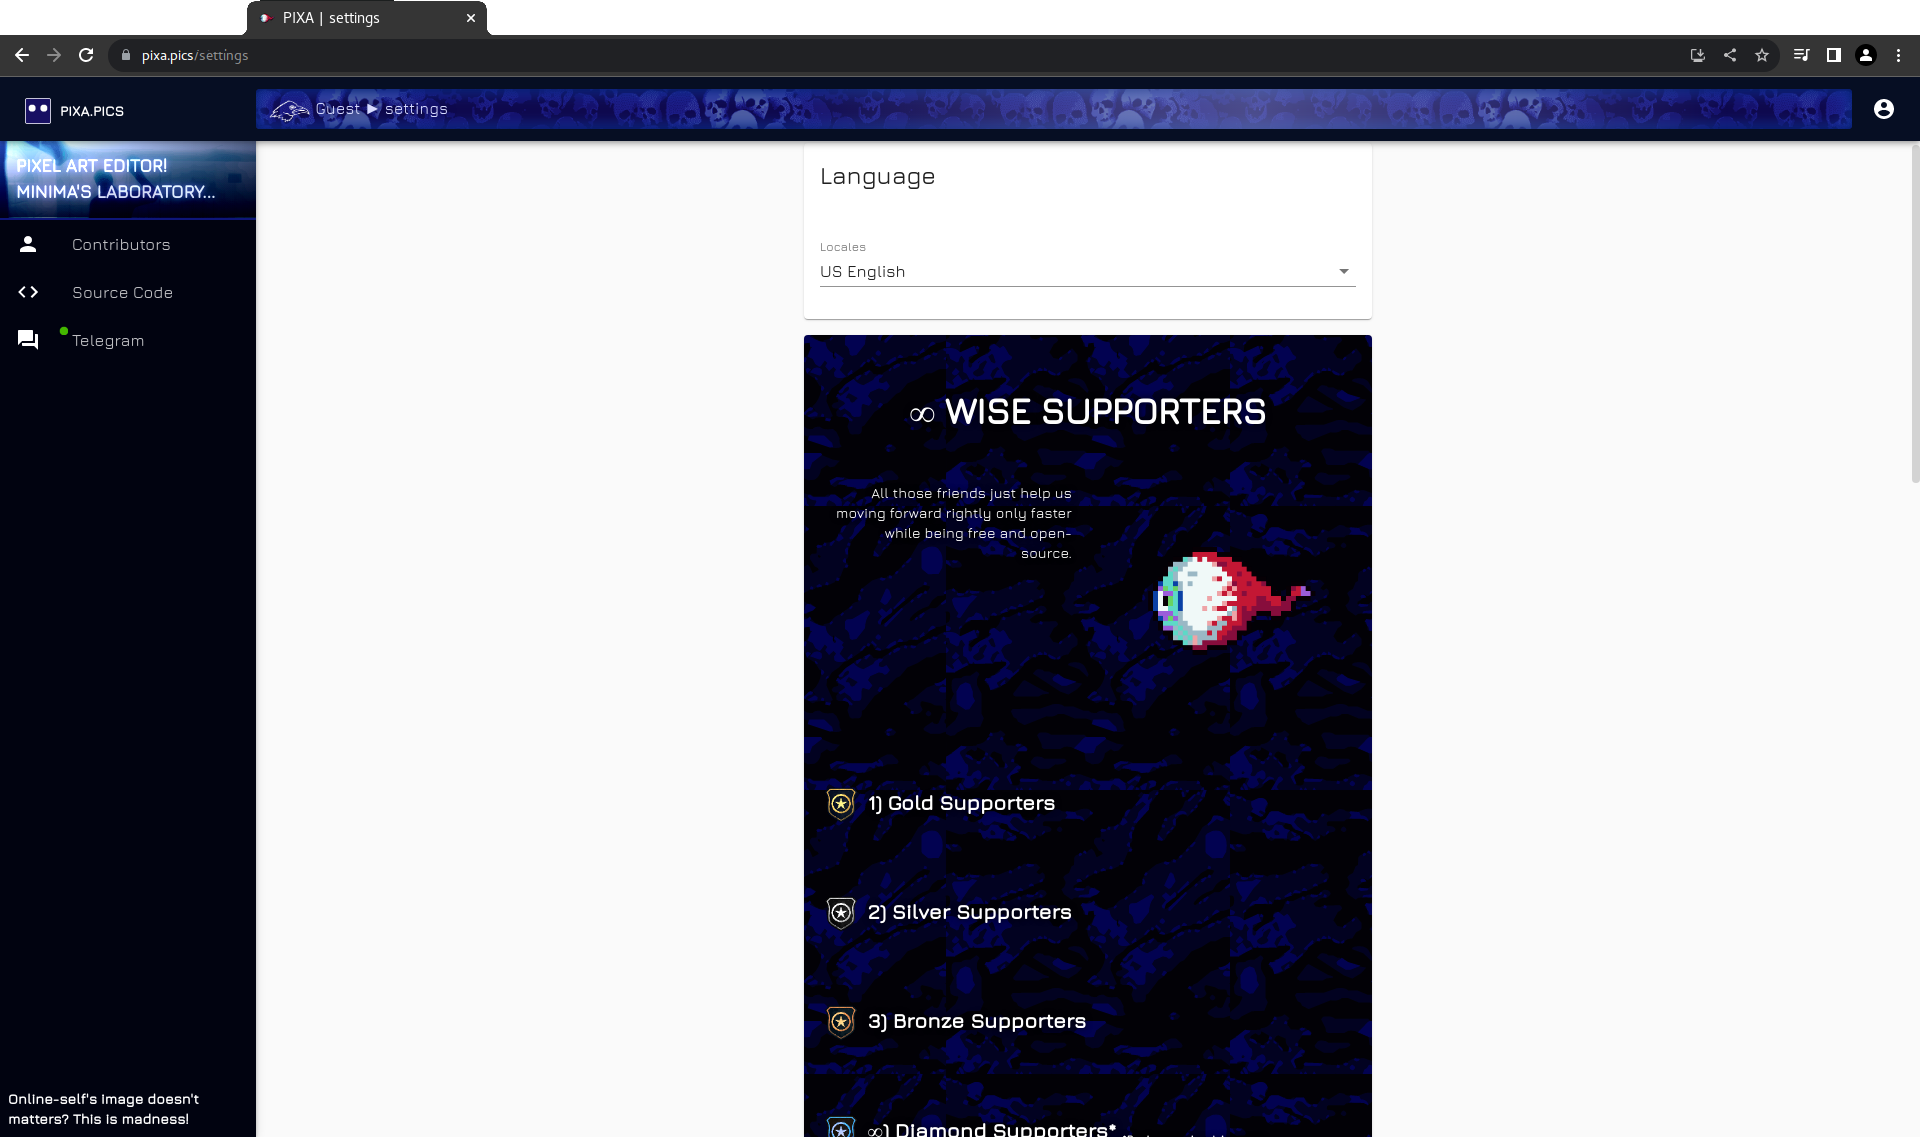 PIXA | settings
pixa.pics/settings
PIXA.PICS
Guest ► settings
PIXEL ART EDITOR!
MINIMA'S LABORATORY...
Contributors
Source Code
Telegram
Online-self's image doesn't
matters? This is madness!
Language
Locales
US English
∞ WISE SUPPORTERS
All those friends just help us
moving forward rightly only faster
while being free and open-
source.
1) Gold Supporters
2) Silver Supporters
3) Bronze Supporters
∞) Diamond Supporters*